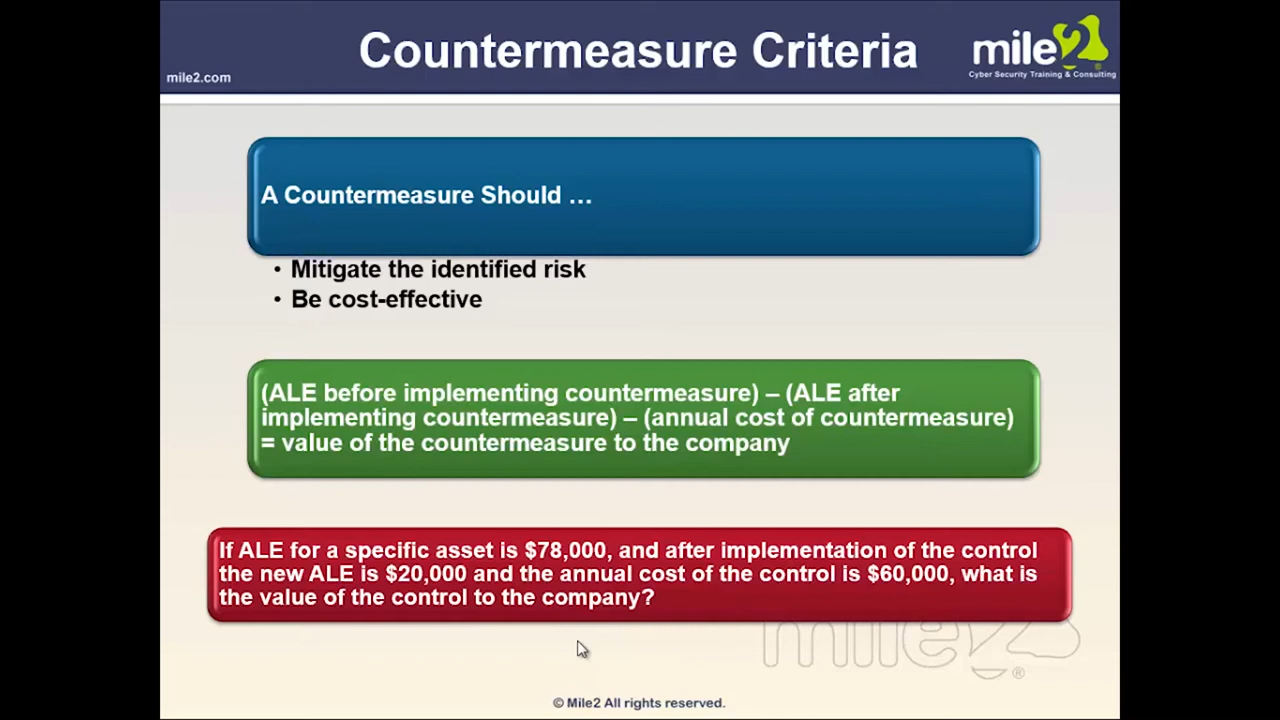 Countermeasure Criteria
mile2
Cyber Security Training & Consulting
mile2.com
A Countermeasure Should …
• Mitigate the identified risk
• Be cost-effective
(ALE before implementing countermeasure) – (ALE after
implementing countermeasure) – (annual cost of countermeasure)
= value of the countermeasure to the company
If ALE for a specific asset is $78,000, and after implementation of the control
the new ALE is $20,000 and the annual cost of the control is $60,000, what is
the value of the control to the company?
mile2®
© Mile2 All rights reserved.